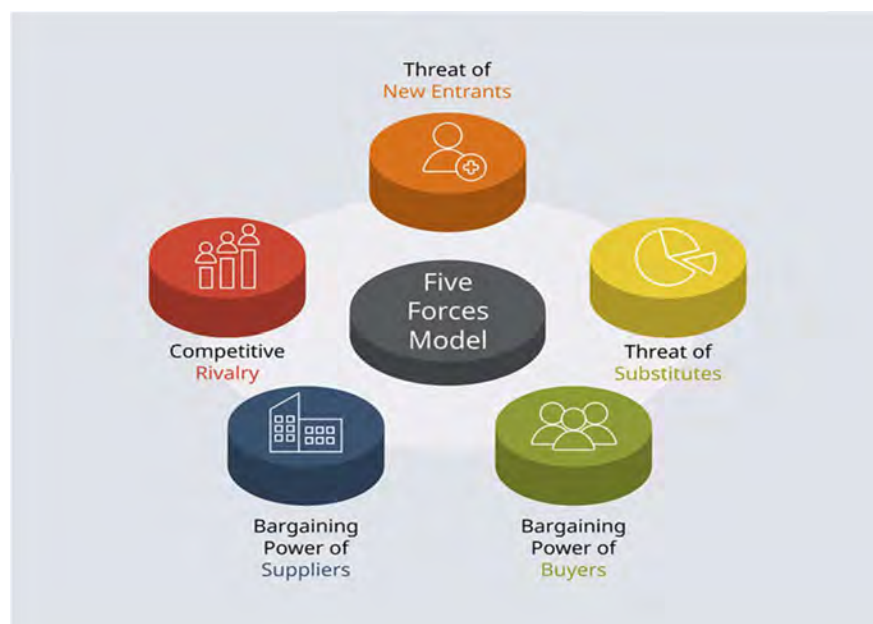 Threat of
New Entrants
Five
Forces
Model
Competitive
Rivalry
Threat of
Substitutes
Bargaining
Power of
Suppliers
Bargaining
Power of
Buyers